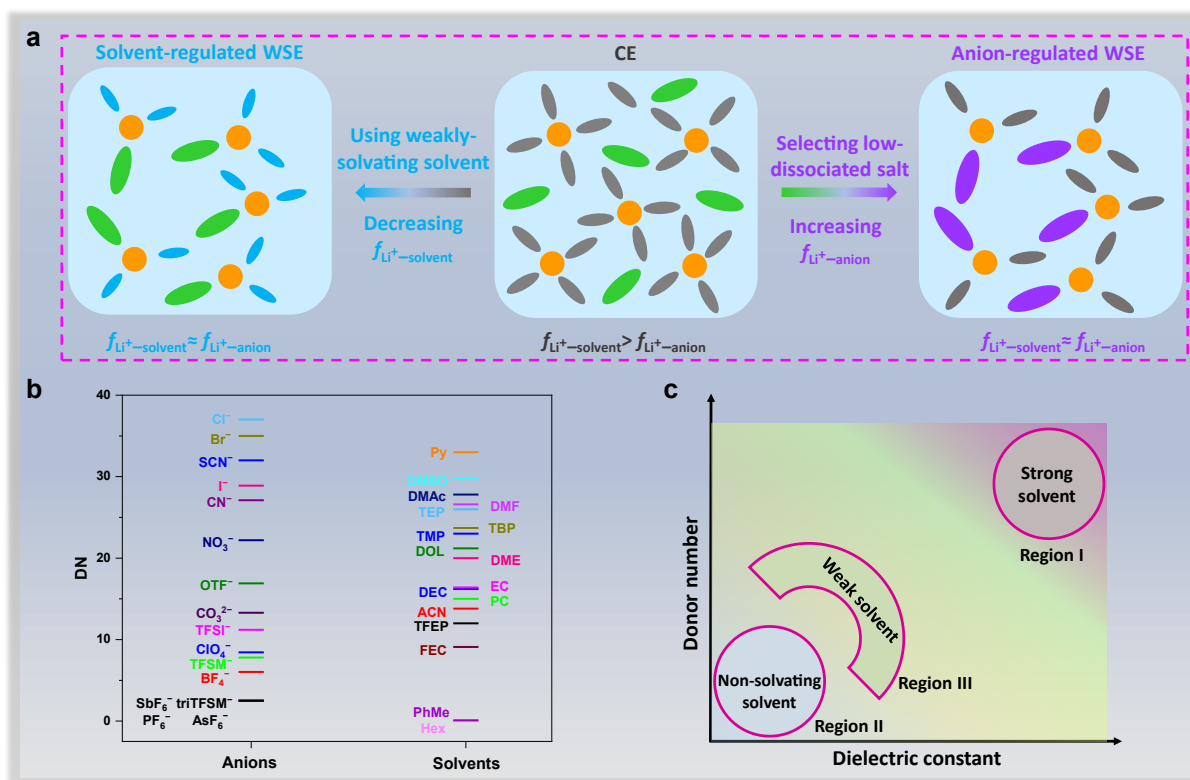 a
Solvent-regulated WSE
CE
Anion-regulated WSE
Using weakly-
solvating solvent
Decreasing
fLi⁺—solvent
Selecting low-
dissociated salt
Increasing
fLi⁺—anion
fLi⁺—solvent≈ fLi⁺—anion
fLi⁺—solvent> fLi⁺—anion
fLi⁺—solvent≈ fLi⁺—anion
b
DN
40
30
20
10
0
Cl⁻
Br⁻
SCN⁻
I⁻
CN⁻
NO₃⁻
OTF⁻
CO₃²⁻
TFSI⁻
ClO₄⁻
TFSM⁻
BF₄⁻
SbF₆⁻ triTFSM⁻
PF₆⁻ AsF₆⁻
Py
DMSO
DMAc
DMF
TEP
TBP
TMP
DOL
DME
EC
DEC
PC
ACN
TFEP
FEC
PhMe
Hex
Anions
Solvents
c
Donor number
Strong
solvent
Region I
Weak solvent
Region III
Non-solvating
solvent
Region II
Dielectric constant